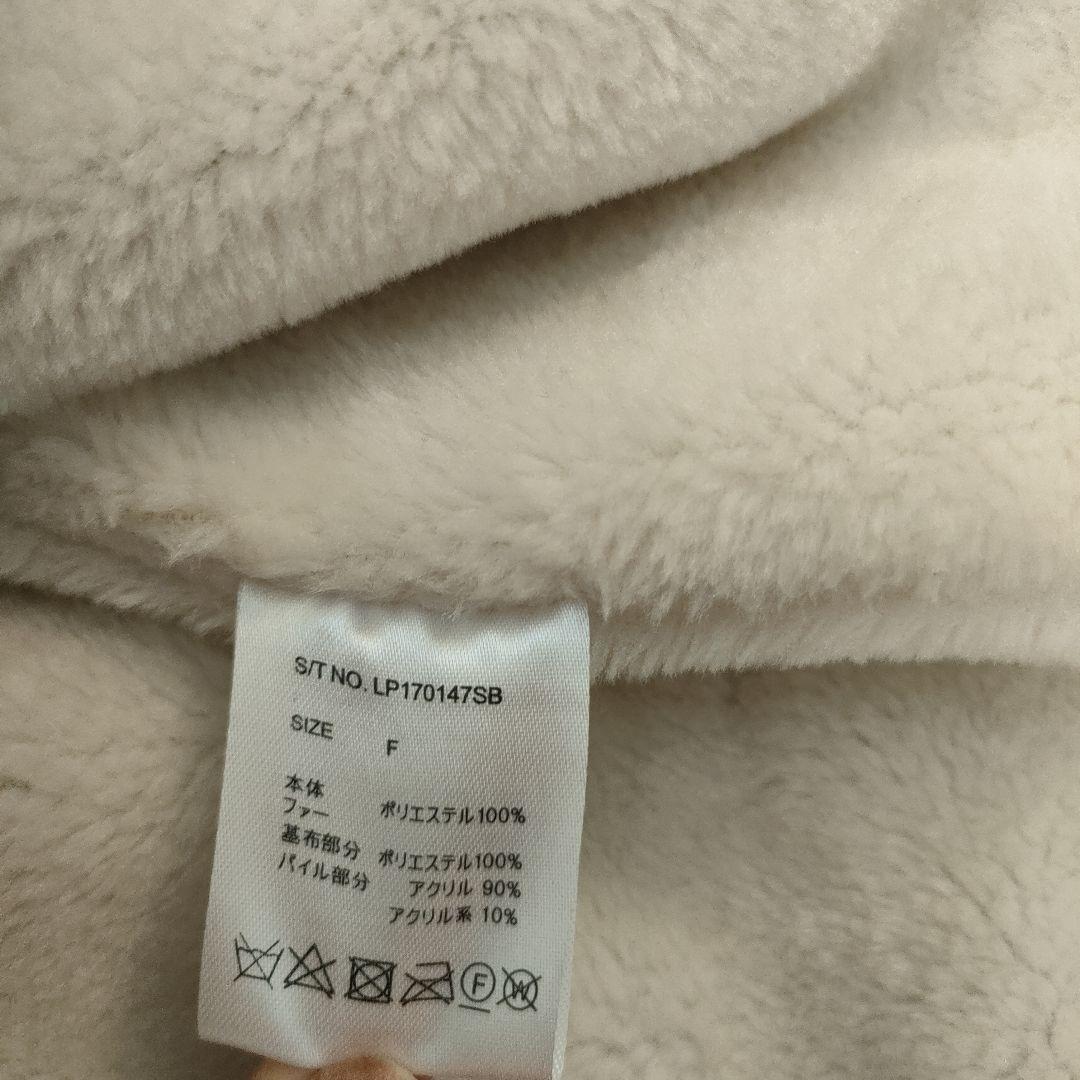 S/T NO. LP170147SB
SIZE F
本体 ポリエステル100%
ファー
基布部分 ポリエステル100%
パイル部分 アクリル 90%
アクリル系 10%
F W